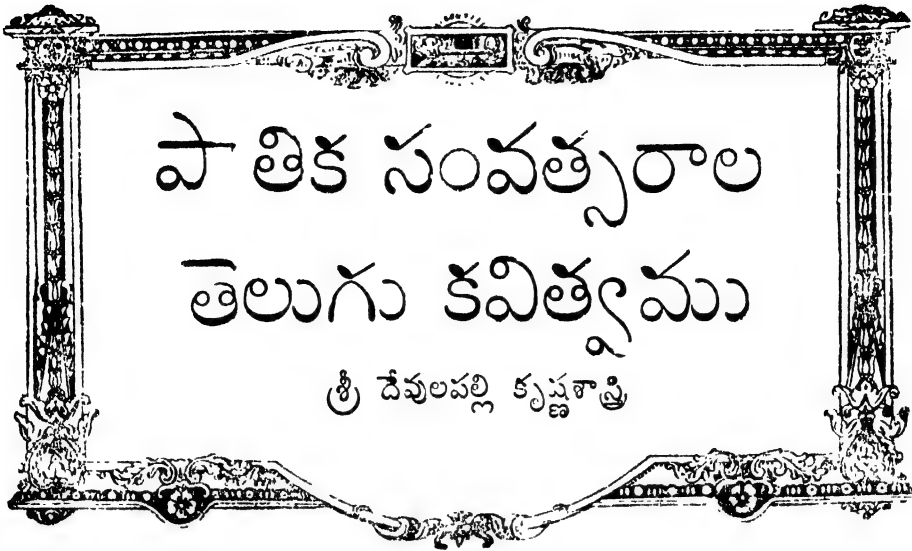 పాతిక సంవత్సరాల
తెలుగు కవిత్వము
శ్రీ దేవులపల్లి కృష్ణశాస్త్రి